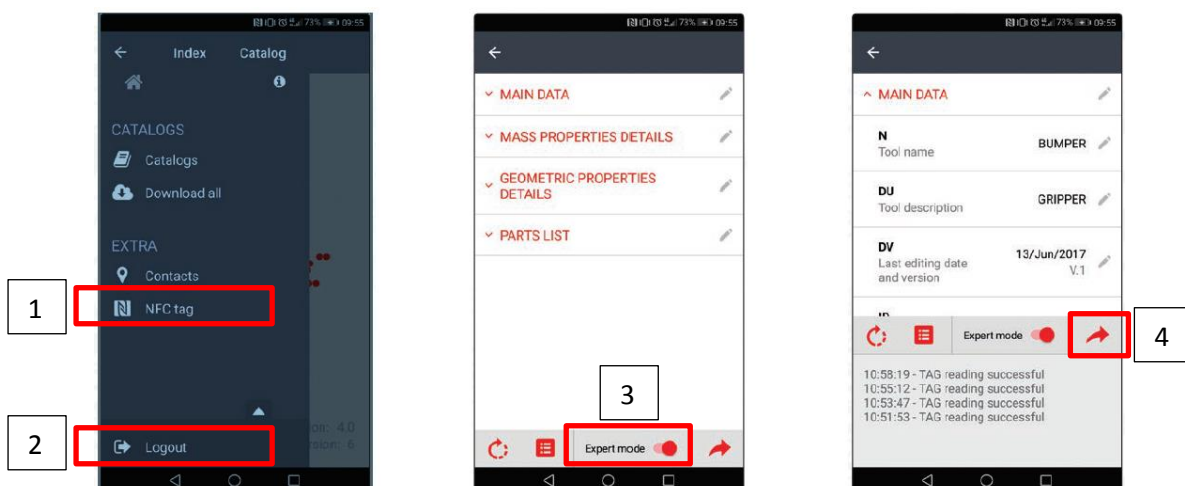 73% 09:55
Index Catalog
CATALOGS
Catalogs
Download all
EXTRA
Contacts
1
NFC tag
2
Logout
73% 09:55
MAIN DATA
MASS PROPERTIES DETAILS
GEOMETRIC PROPERTIES
DETAILS
PARTS LIST
3
Expert mode
73% 09:55
MAIN DATA
N
Tool name
BUMPER
DU
Tool description
GRIPPER
DV
Last editing date
and version
13/Jun/2017
V.1
Expert mode
4
10:58:19 - TAG reading successful
10:55:12 - TAG reading successful
10:53:47 - TAG reading successful
10:51:53 - TAG reading successful